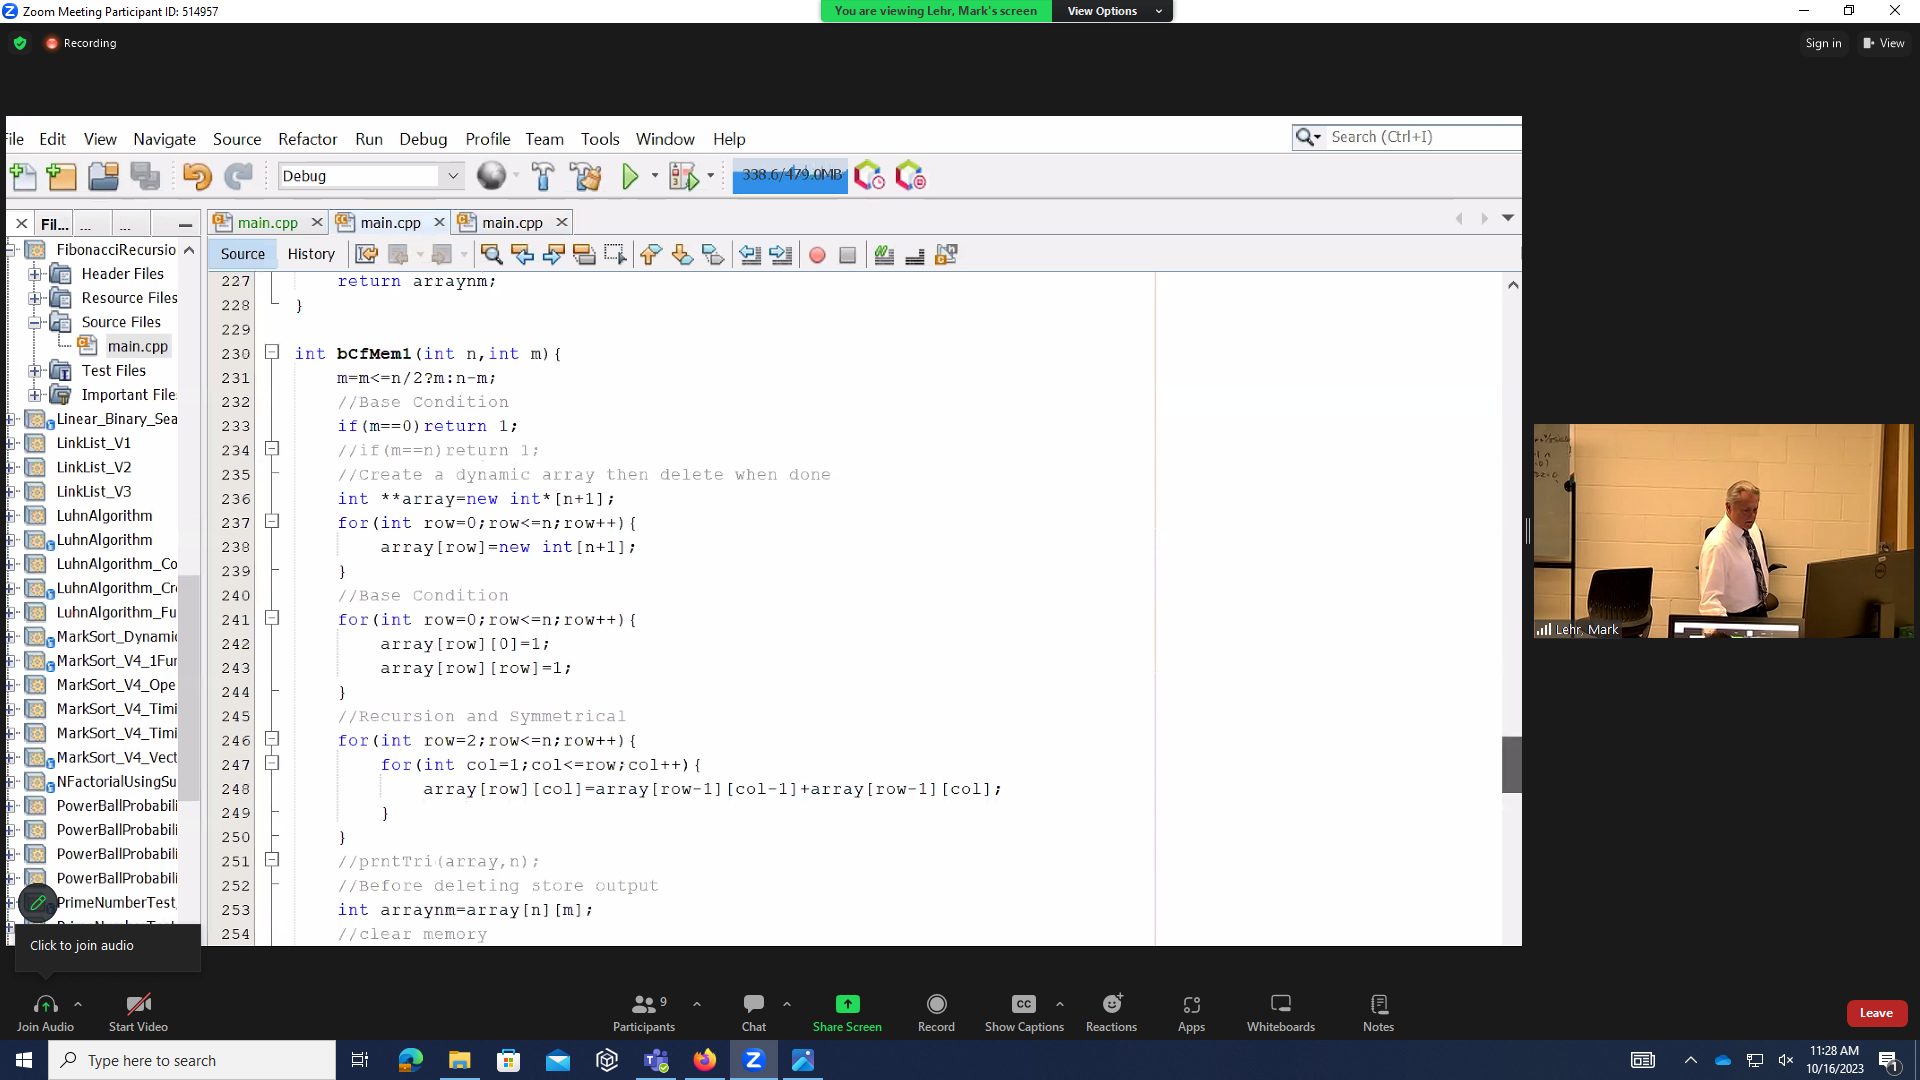 Zoom Meeting Participant ID: 514957
You are viewing Lehr, Mark's screen
View Options
Recording
Sign in
View
ile Edit View Navigate Source Refactor Run Debug Profile Team Tools Window Help
Search (Ctrl+I)
Debug
338.6/479.0MB
Fil... ... ...
main.cpp
main.cpp
main.cpp
Source History
FibonacciRecursio
Header Files
Resource Files
Source Files
main.cpp
Test Files
Important File
Linear_Binary_Sea
LinkList_V1
LinkList_V2
LinkList_V3
LuhnAlgorithm
LuhnAlgorithm
LuhnAlgorithm_Co
LuhnAlgorithm_Cr
LuhnAlgorithm_Fu
MarkSort_Dynamic
MarkSort_V4_1Fur
MarkSort_V4_Ope
MarkSort_V4_Timi
MarkSort_V4_Timi
MarkSort_V4_Vect
NFactorialUsingSu
PowerBallProbabili
PowerBallProbabili
PowerBallProbabili
PowerBallProbabili
PrimeNumberTest_
227 return arraynm;
228 }
229
230 int bCfMem1(int n,int m){
231 m=m<=n/2?m:n-m;
232 //Base Condition
233 if(m==0)return 1;
234 //if(m==n)return 1;
235 //Create a dynamic array then delete when done
236 int **array=new int*[n+1];
237 for(int row=0;row<=n;row++){
238 array[row]=new int[n+1];
239 }
240 //Base Condition
241 for(int row=0;row<=n;row++){
242 array[row][0]=1;
243 array[row][row]=1;
244 }
245 //Recursion and Symmetrical
246 for(int row=2;row<=n;row++){
247 for(int col=1;col<=row;col++){
248 array[row][col]=array[row-1][col-1]+array[row-1][col];
249 }
250 }
251 //prntTri(array,n);
252 //Before deleting store output
253 int arraynm=array[n][m];
254 //clear memory
Lehr, Mark
Click to join audio
Join Audio
Start Video
9
Participants
Chat
Share Screen
Record
CC
Show Captions
Reactions
Apps
Whiteboards
Notes
Leave
Type here to search
11:28 AM
10/16/2023
1